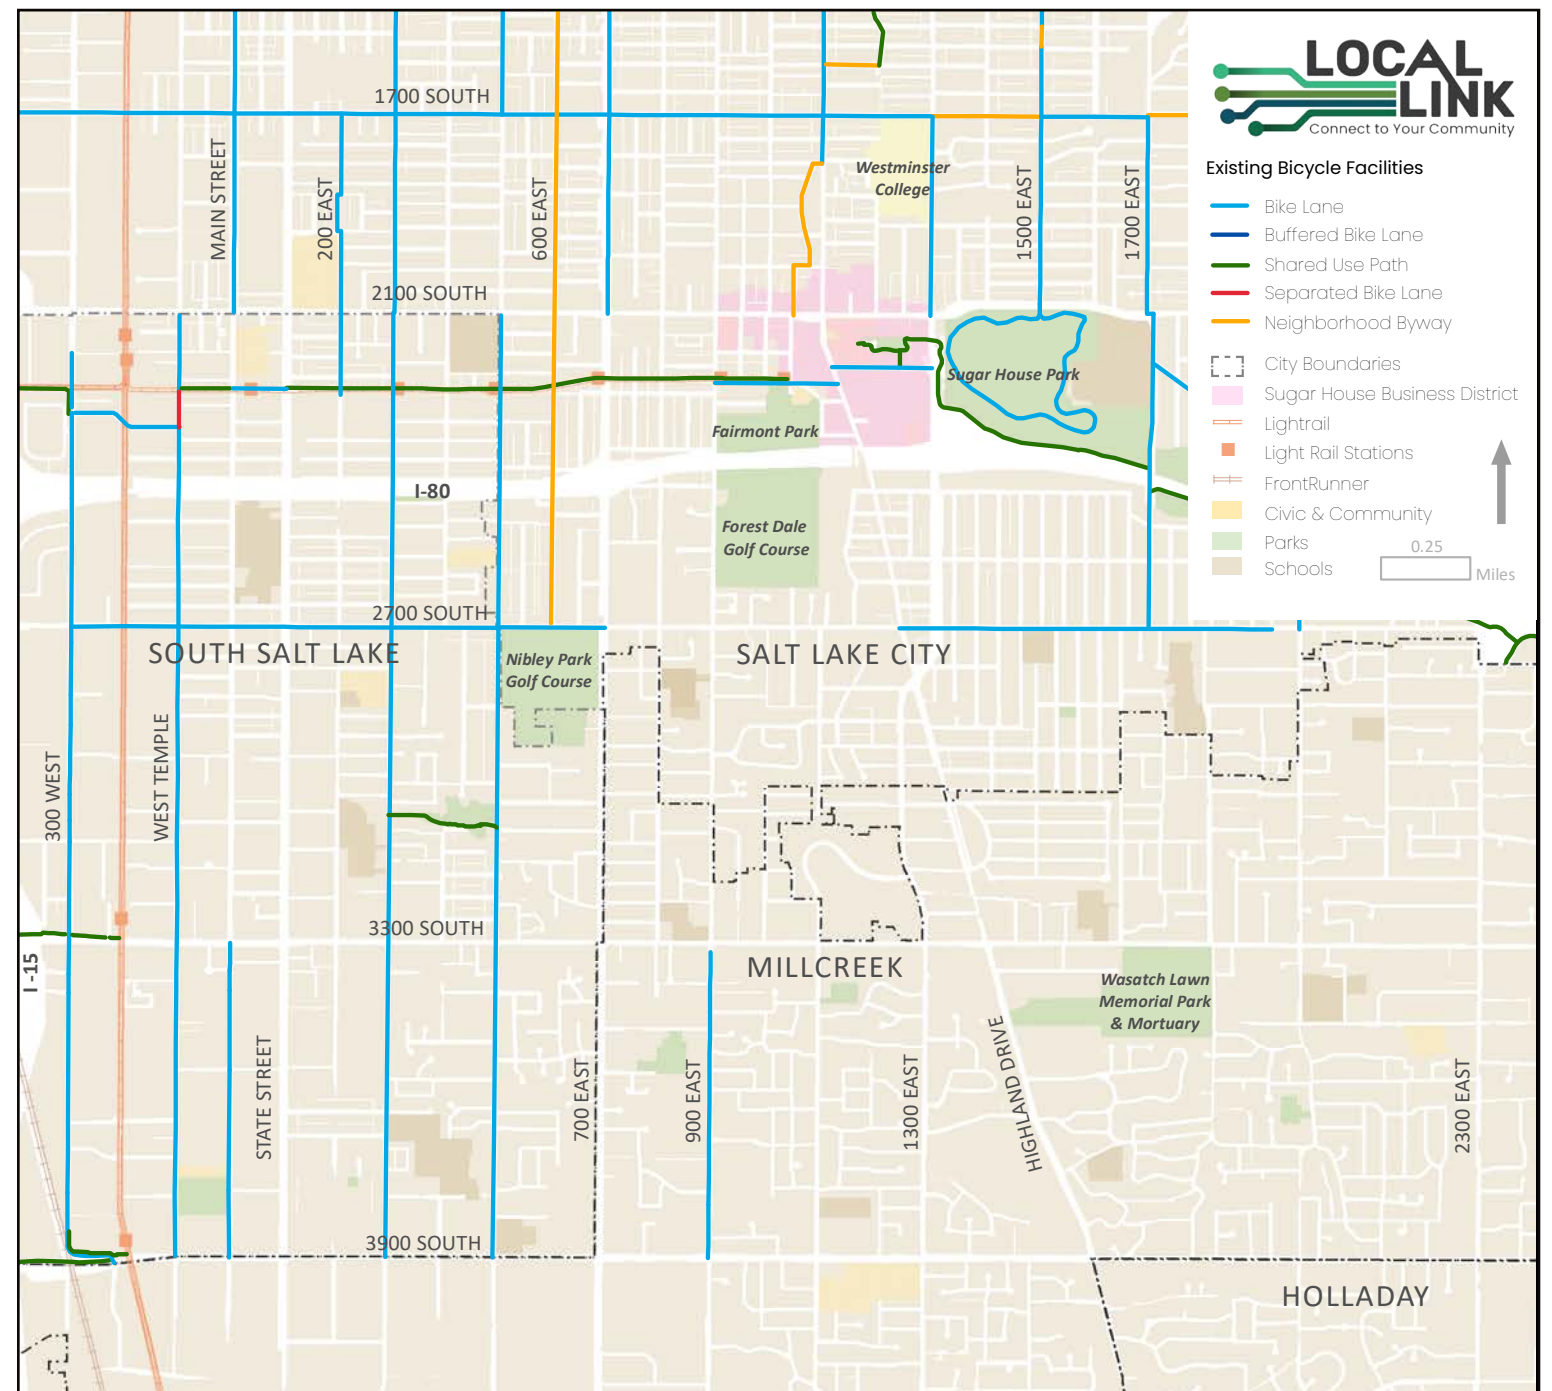 LOCAL
LINK
Connect to Your Community
Existing Bicycle Facilities
Bike Lane
Buffered Bike Lane
Shared Use Path
Separated Bike Lane
Neighborhood Byway
City Boundaries
Sugar House Business District
Lightrail
Light Rail Stations
FrontRunner
Civic & Community
Parks
Schools
0.25
Miles
1700 SOUTH
MAIN STREET
200 EAST
600 EAST
Westminster
College
1500 EAST
1700 EAST
2100 SOUTH
Sugar House Park
Fairmont Park
I-80
Forest Dale
Golf Course
2700 SOUTH
SOUTH SALT LAKE
Nibley Park
Golf Course
SALT LAKE CITY
300 WEST
WEST TEMPLE
3300 SOUTH
I -15
MILLCREEK
Wasatch Lawn
Memorial Park
& Mortuary
STATE STREET
700 EAST
900 EAST
1300 EAST
HIGHLAND DRIVE
2300 EAST
3900 SOUTH
HOLLADAY